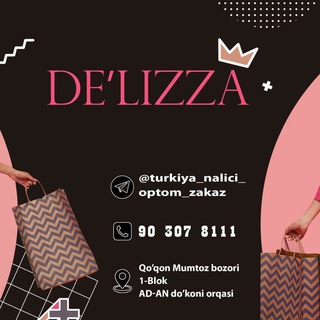 DE'LIZZA
@turkiya_nalici_
optom_zakaz
90 307 8111
Qo'qon Mumtoz bozori
1-Blok
AD-AN do'koni orqasi